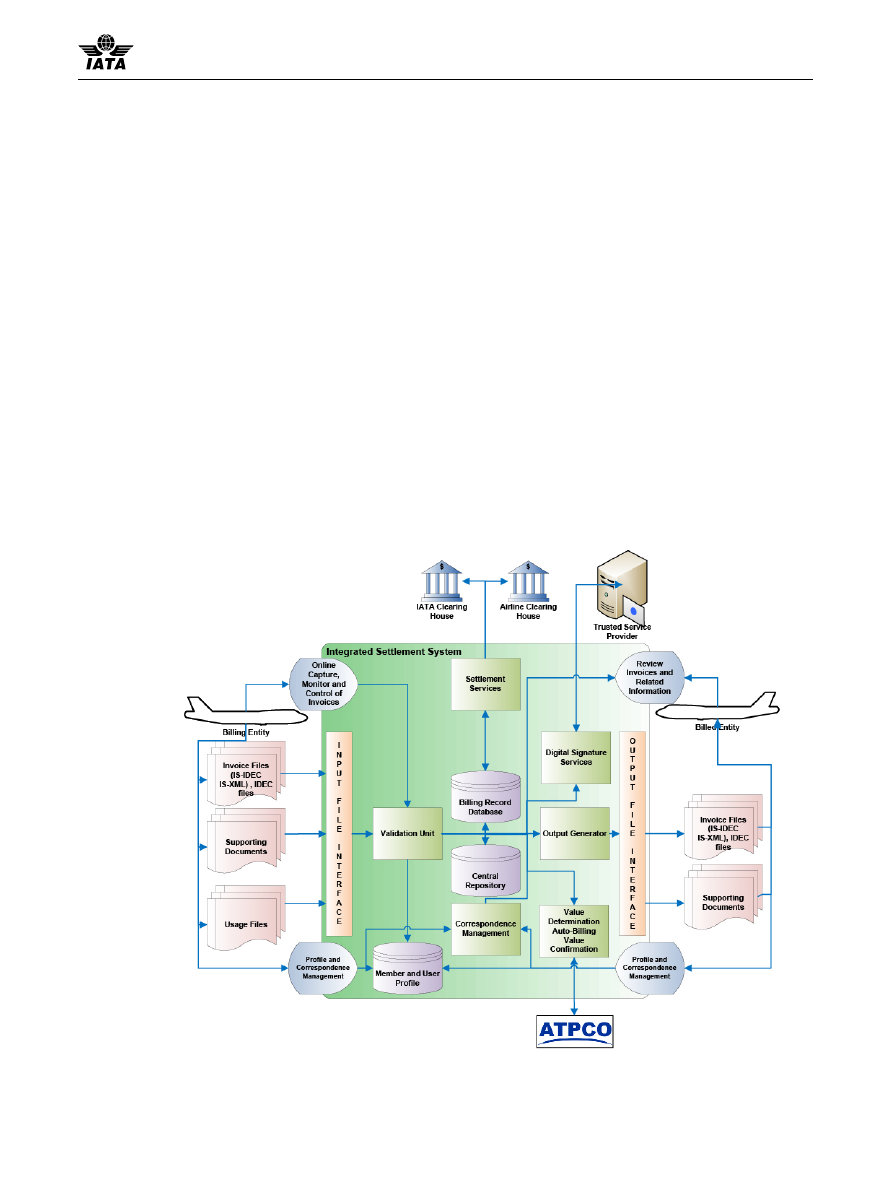 IATA
IATA Clearing
House
Airline Clearing
House
Trusted Service
Provider
Integrated Settlement System
Online
Capture,
Monitor and
Control of
Invoices
Settlement
Services
Review
Invoices and
Related
Information
Billing Entity
Billed Entity
Invoice Files
(IS-IDEC
IS-XML) , IDEC
files
Supporting
Documents
Usage Files
INPUT FILE INTERFACE
Digital Signature
Services
Billing Record
Database
Validation Unit
Output Generator
Central
Repository
Correspondence
Management
Value
Determination
Auto-Billing
Value
Confirmation
OUTPUT FILE INTERFACE
Invoice Files
(IS-IDEC
IS-XML), IDEC
files
Supporting
Documents
Profile and
Correspondence
Management
Member and User
Profile
Profile and
Correspondence
Management
ATPCO